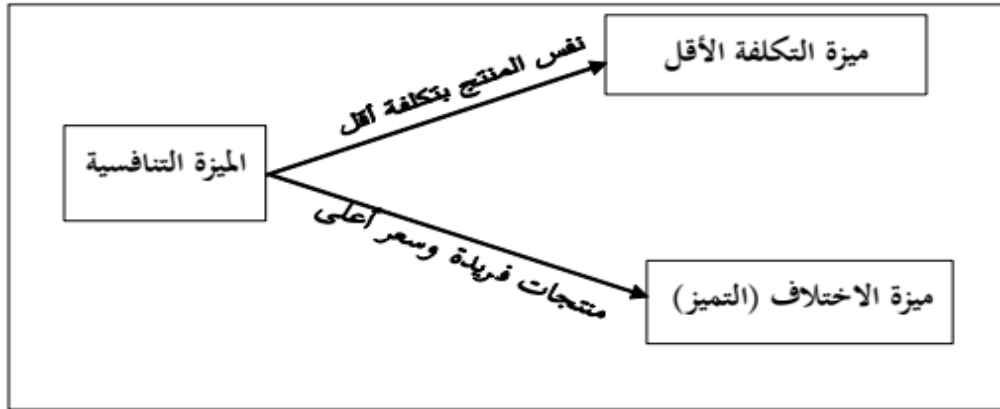 ميزة التكلفة الأقل
نفس المنتج بتكلفة أقل
الميزة التنافسية
منتجات فريدة وسعر أعلى
ميزة الاختلاف (التميز)